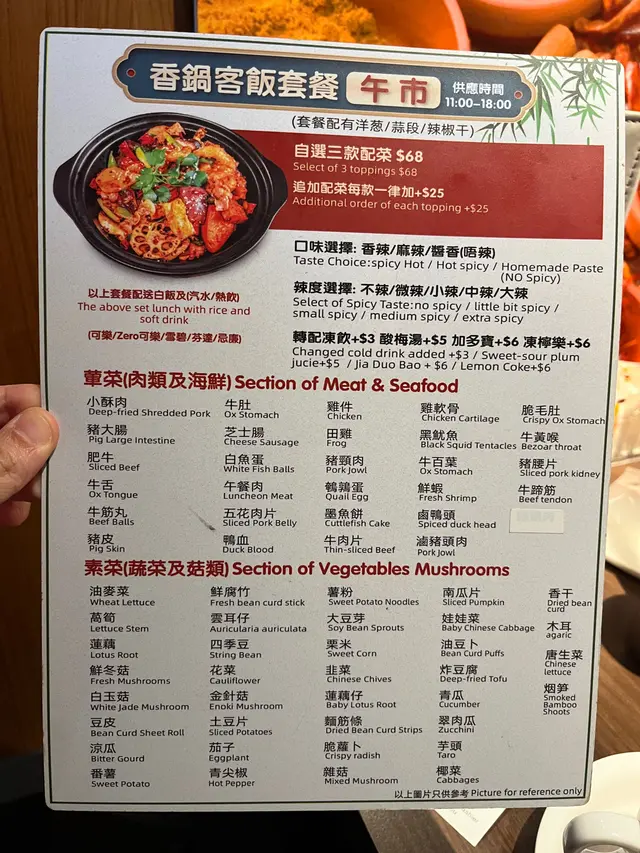 香鍋客飯套餐 午市 供應時間
11:00-18:00
(套餐配有洋葱/蒜段/辣椒干)
自選三款配菜 $68
Select of 3 toppings $68
追加配菜每款一律加+$25
Additional order of each topping +$25
口味選擇: 香辣/麻辣/醬香(唔辣)
Taste Choice:spicy Hot / Hot spicy / Homemade Paste
(NO Spicy)
辣度選擇: 不辣/微辣/小辣/中辣/大辣
Select of Spicy Taste:no spicy / little bit spicy /
small spicy / medium spicy / extra spicy
以上套餐配送白飯及(汽水/熱飲)
The above set lunch with rice and
soft drink
(可樂/Zero可樂/雪碧/芬達/忌廉)
轉配凍飲+$3 酸梅湯+$5 加多寶+$6 凍檸樂+$6
Changed cold drink added +$3 / Sweet-sour plum
jucie+$5 / Jia Duo Bao + $6 / Lemon Coke+$6
葷菜(肉類及海鮮) Section of Meat & Seafood
小酥肉 牛肚 雞件 雞軟骨 脆毛肚
Deep-fried Shredded Pork Ox Stomach Chicken Chicken Cartilage Crispy Ox Stomach
豬大腸 芝士腸 田雞 黑魷魚 牛黃喉
Pig Large Intestine Cheese Sausage Frog Black Squid Tentacles Bezoar throat
肥牛 白魚蛋 豬頸肉 牛百葉 豬腰片
Sliced Beef White Fish Balls Pork Jowl Ox Stomach Sliced pork kidney
牛舌 午餐肉 鵪鶉蛋 鮮蝦 牛蹄筋
Ox Tongue Luncheon Meat Quail Egg Fresh Shrimp Beef tendon
牛筋丸 五花肉片 墨魚餅 鹵鴨頭
Beef Balls Sliced Pork Belly Cuttlefish Cake Spiced duck head
豬皮 鴨血 牛肉片 滷豬頭肉
Pig Skin Duck Blood Thin-sliced Beef Pork Jowl
素菜(蔬菜及菇類) Section of Vegetables Mushrooms
油麥菜 鮮腐竹 薯粉 南瓜片 香干
Wheat Lettuce Fresh bean curd stick Sweet Potato Noodles Sliced Pumpkin Dried bean
curd
萵筍 雲耳仔 大豆芽 娃娃菜 木耳
Lettuce Stem Auricularia auriculata Soy Bean Sprouts Baby Chinese Cabbage agaric
蓮藕 四季豆 粟米 油豆卜 唐生菜
Lotus Root String Bean Sweet Corn Bean Curd Puffs Chinese
lettuce
鮮冬菇 花菜 韭菜 炸豆腐 烟笋
Fresh Mushrooms Cauliflower Chinese Chives Deep-fried Tofu Smoked
Bamboo
Shoots
白玉菇 金針菇 蓮藕仔 青瓜
White Jade Mushroom Enoki Mushroom Baby Lotus Root Cucumber
豆皮 土豆片 麵筋條 翠肉瓜
Bean Curd Sheet Roll Sliced Potatoes Dried Bean Curd Strips Zucchini
涼瓜 茄子 脆蘿卜 芋頭
Bitter Gourd Eggplant Crispy radish Taro
番薯 青尖椒 雜菇 椰菜
Sweet Potato Hot Pepper Mixed Mushroom Cabbages
以上圖片只供參考 Picture for reference only